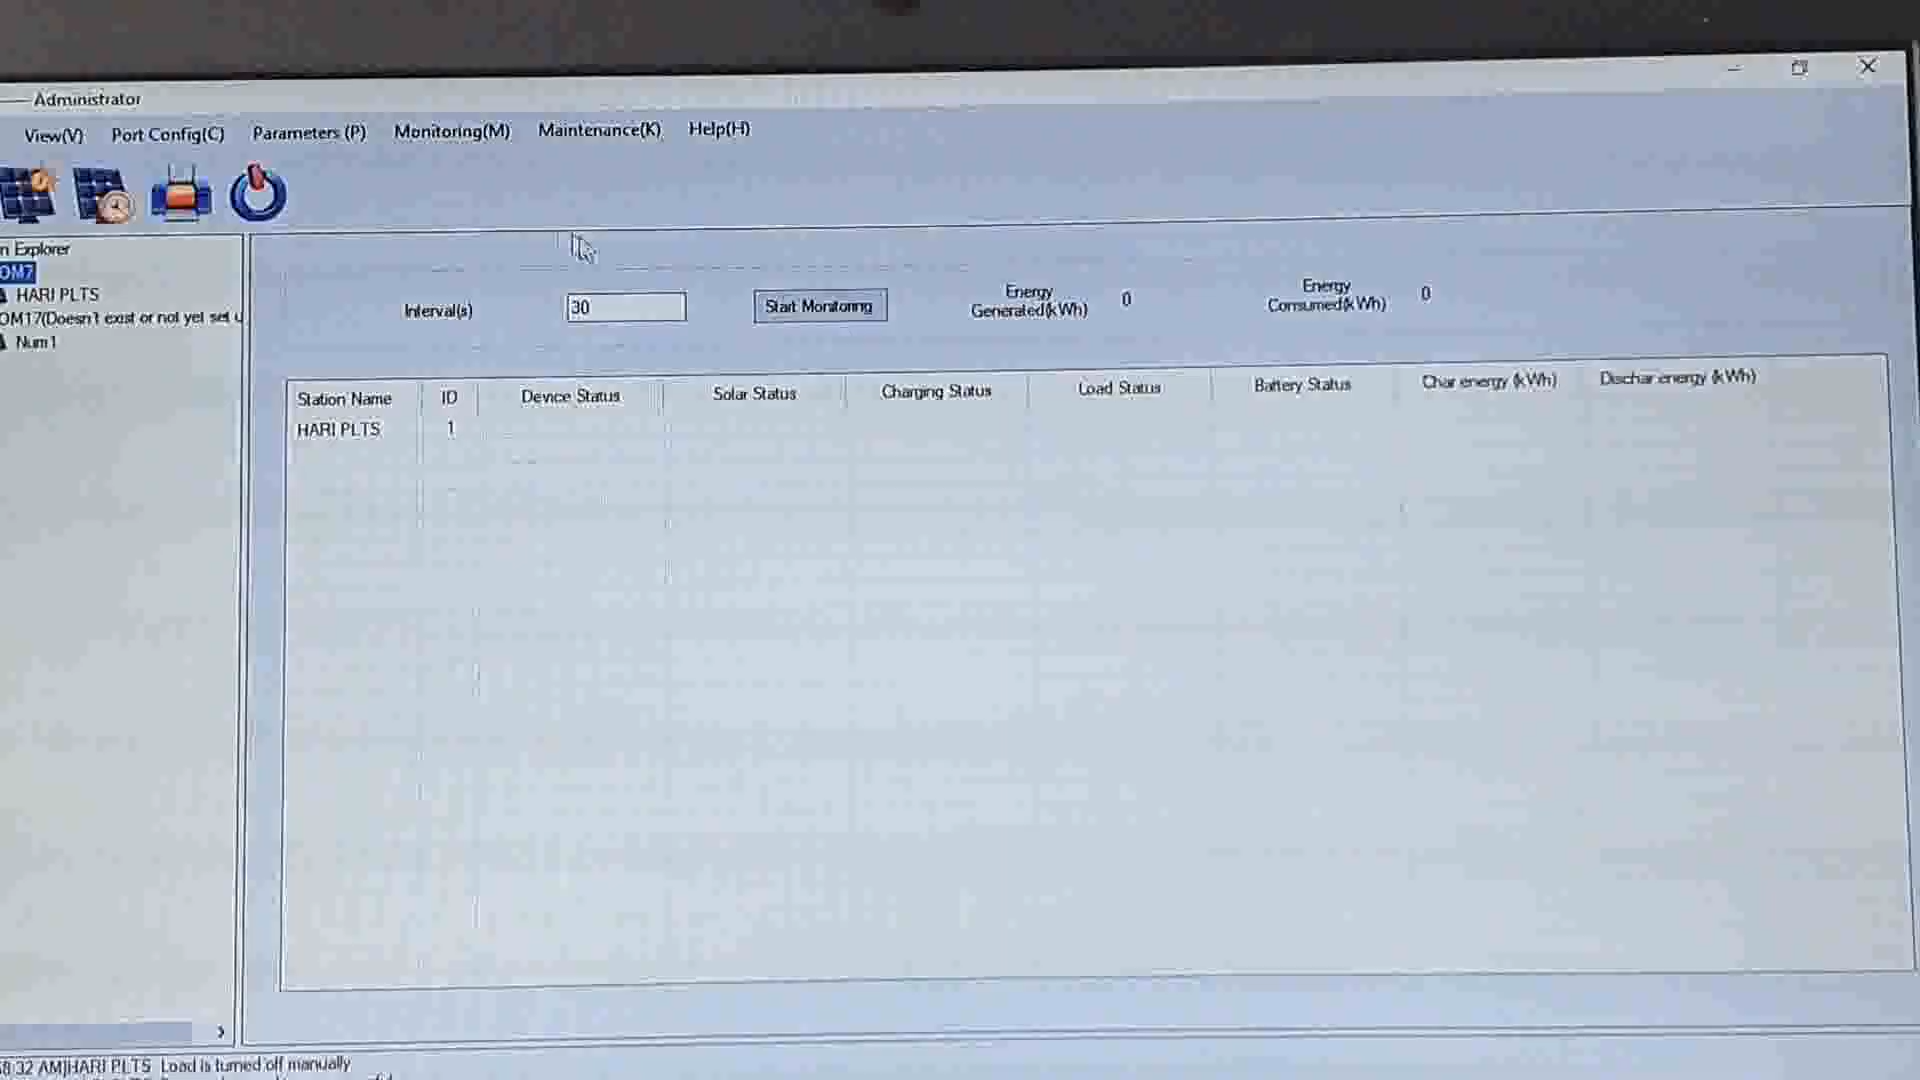 Administrator
View(V) Port Config(C) Parameters (P) Monitoring(M) Maintenance(K) Help(H)
n Explorer
OM7
HARI PLTS
OM17(Doesn't exist or not yet set u
Num1
Interval(s) 30 Start Monitoring Energy Generated(kWh) 0 Energy Consumed(kWh) 0
Station Name ID Device Status Solar Status Charging Status Load Status Battery Status Char energy (kWh) Dischar energy (kWh)
HARI PLTS 1
58:32 AM]HARI PLTS Load is turned off manually